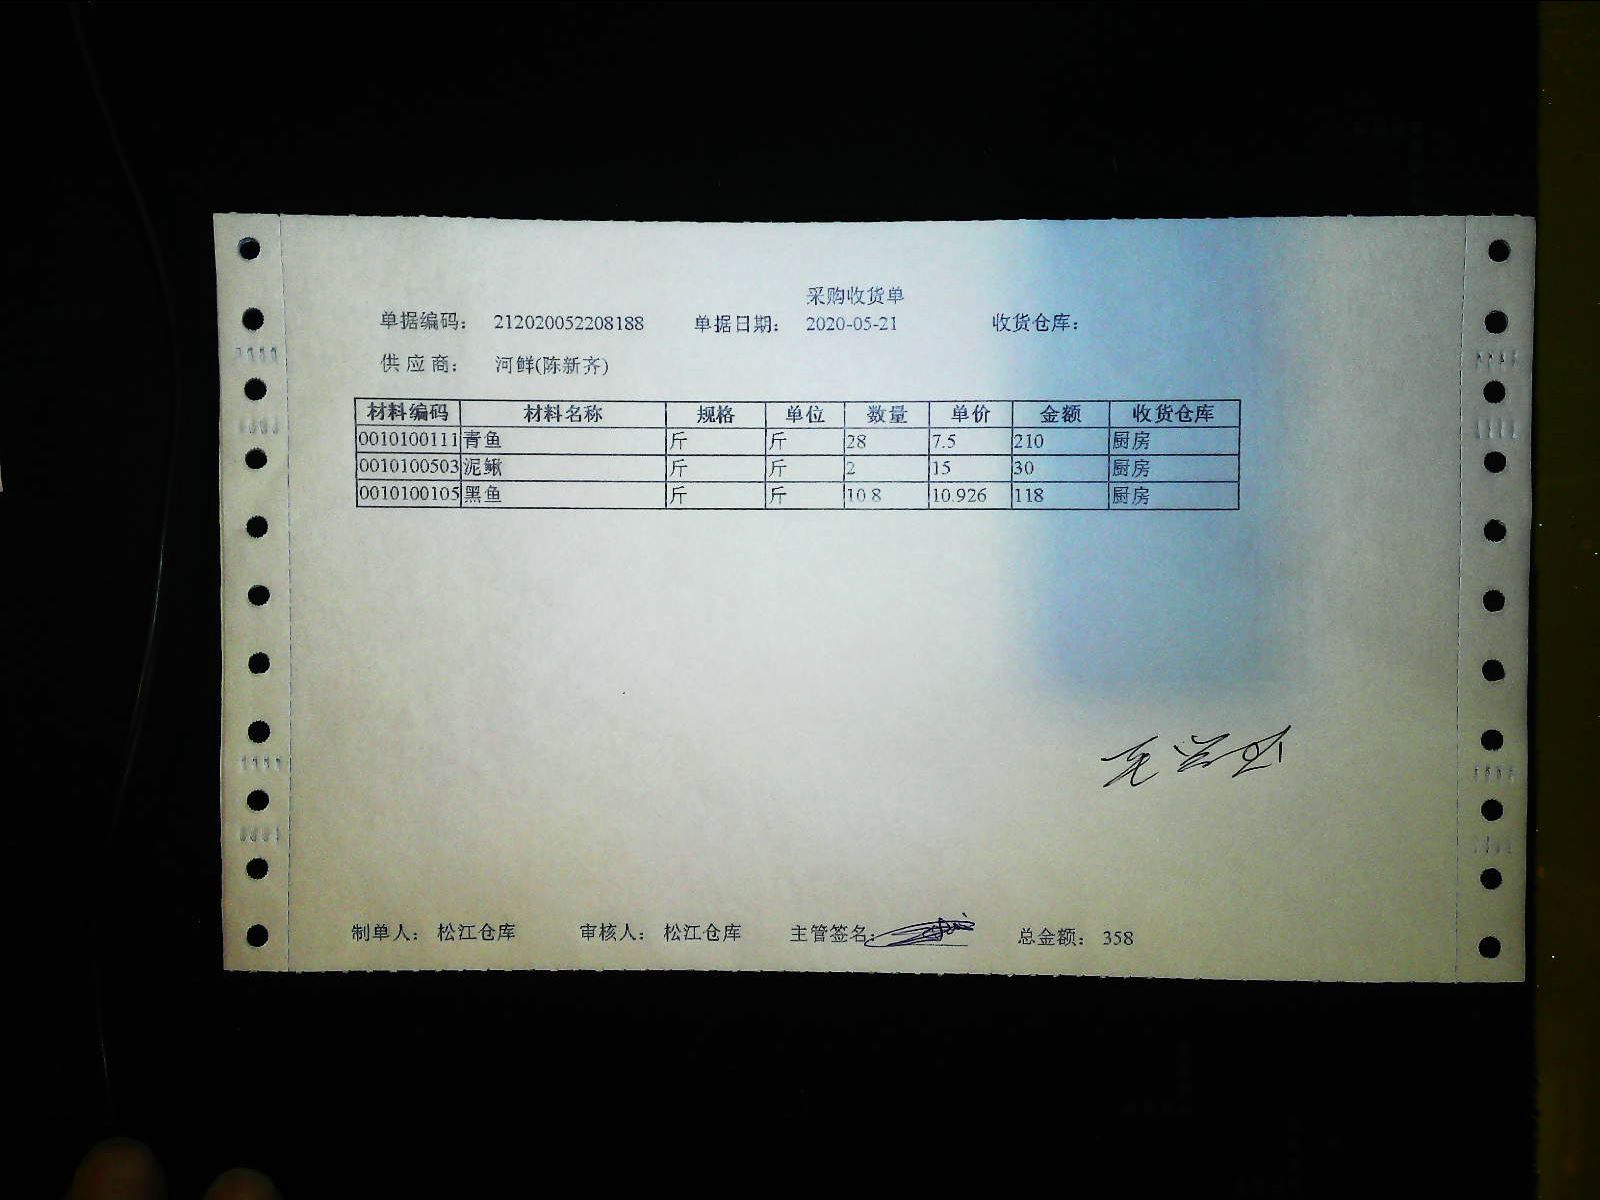 采购收货单
单据编码： 212020052208188 单据日期： 2020-05-21 收货仓库：
供 应 商： 河鲜(陈新齐)
材料编码 材料名称 规格 单位 数量 单价 金额 收货仓库
0010100111 青鱼 斤 斤 28 7.5 210 厨房
0010100503 泥鳅 斤 斤 2 15 30 厨房
0010100105 黑鱼 斤 斤 10.8 10.926 118 厨房
制单人： 松江仓库 审核人： 松江仓库 主管签名： 总金额： 358